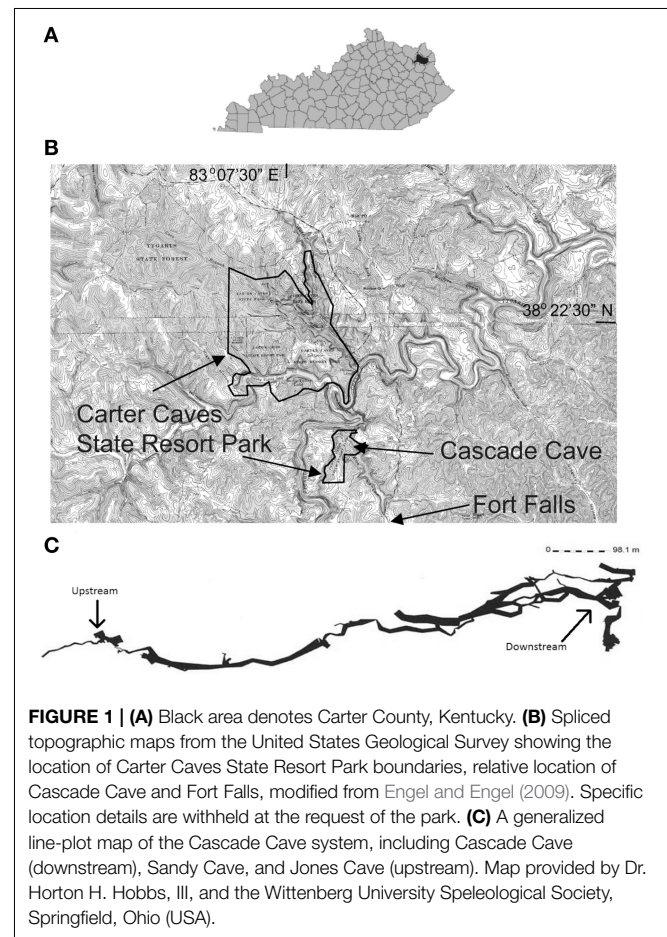 A
B
83° 07'30" E
TYGARTS
STATE FOREST
38° 22'30" N
Carter Caves
State Resort Park
Cascade Cave
Fort Falls
C
0 98.1 m
Upstream
Downstream
FIGURE 1 | (A) Black area denotes Carter County, Kentucky. (B) Spliced
topographic maps from the United States Geological Survey showing the
location of Carter Caves State Resort Park boundaries, relative location of
Cascade Cave and Fort Falls, modified from Engel and Engel (2009). Specific
location details are withheld at the request of the park. (C) A generalized
line-plot map of the Cascade Cave system, including Cascade Cave
(downstream), Sandy Cave, and Jones Cave (upstream). Map provided by Dr.
Horton H. Hobbs, III, and the Wittenberg University Speleological Society,
Springfield, Ohio (USA).